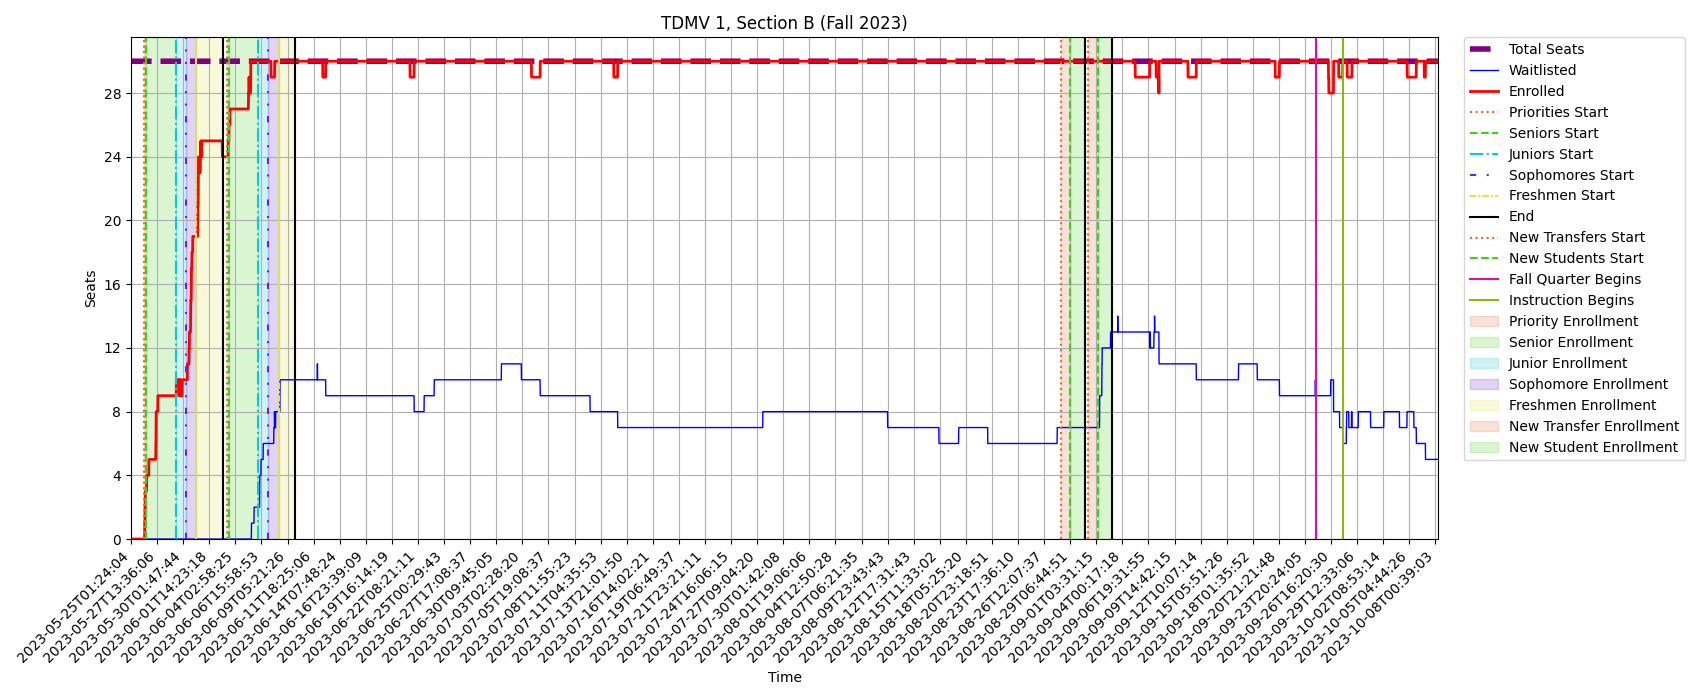 TDMV 1, Section B (Fall 2023)
Seats
28
24
20
16
12
8
4
0
2023-05-25T01:24:04
2023-05-27T13:36:06
2023-05-30T01:47:44
2023-06-01T14:23:18
2023-06-04T02:58:25
2023-06-06T15:58:53
2023-06-09T05:21:26
2023-06-11T18:25:06
2023-06-14T07:48:24
2023-06-16T23:39:09
2023-06-19T16:14:19
2023-06-22T08:21:11
2023-06-25T00:29:43
2023-06-27T17:08:37
2023-06-30T09:45:05
2023-07-03T02:28:20
2023-07-05T19:08:37
2023-07-08T11:55:23
2023-07-11T04:35:53
2023-07-13T21:01:50
2023-07-16T14:02:21
2023-07-19T06:49:37
2023-07-21T23:21:11
2023-07-24T16:06:15
2023-07-27T09:04:20
2023-07-30T01:42:08
2023-08-01T19:06:06
2023-08-04T12:50:28
2023-08-07T06:21:35
2023-08-09T23:43:43
2023-08-12T17:31:43
2023-08-15T11:33:02
2023-08-18T05:25:20
2023-08-20T23:18:51
2023-08-23T17:36:10
2023-08-26T12:07:37
2023-08-29T06:44:51
2023-09-01T03:31:15
2023-09-04T00:17:18
2023-09-06T19:31:55
2023-09-09T14:42:15
2023-09-12T10:07:14
2023-09-15T05:51:26
2023-09-18T01:35:52
2023-09-20T21:21:48
2023-09-23T20:24:05
2023-09-26T16:20:30
2023-09-29T12:33:06
2023-10-02T08:53:14
2023-10-05T04:44:26
2023-10-08T00:39:03
Time
Total Seats
Waitlisted
Enrolled
Priorities Start
Seniors Start
Juniors Start
Sophomores Start
Freshmen Start
End
New Transfers Start
New Students Start
Fall Quarter Begins
Instruction Begins
Priority Enrollment
Senior Enrollment
Junior Enrollment
Sophomore Enrollment
Freshmen Enrollment
New Transfer Enrollment
New Student Enrollment